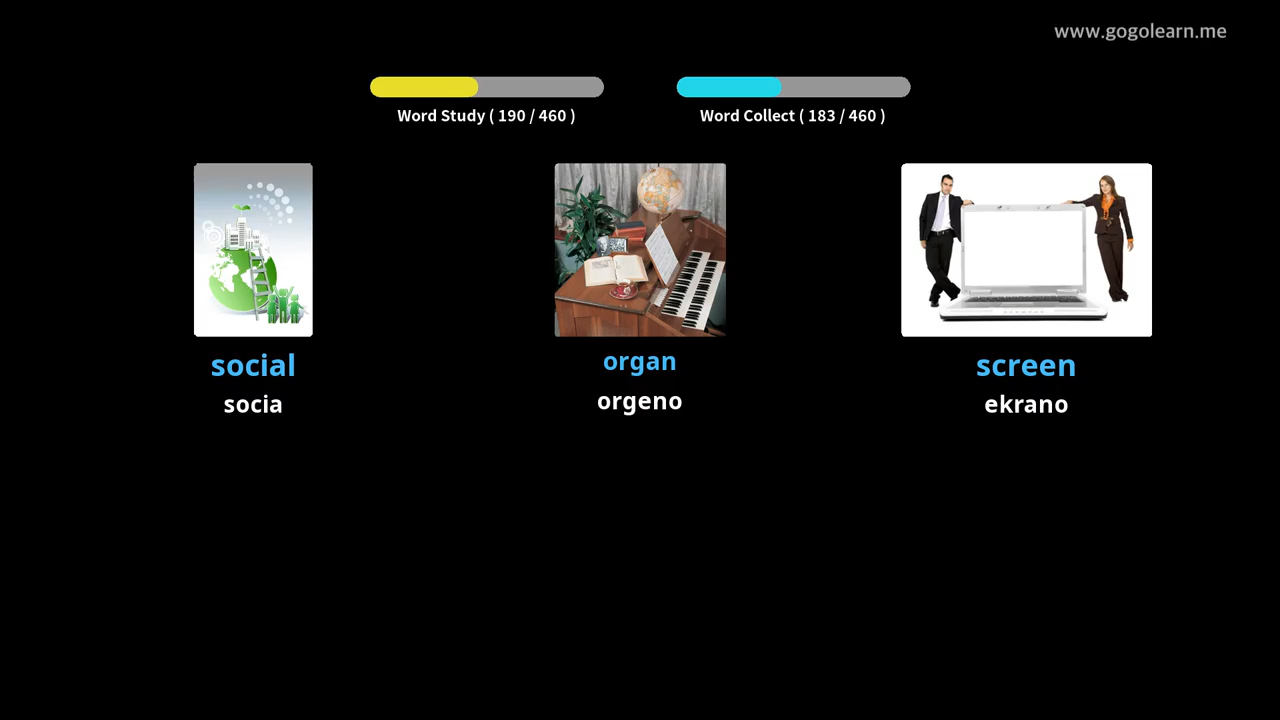 www.gogolearn.me
Word Study ( 190 / 460 )
Word Collect ( 183 / 460 )
social
socia
organ
orgeno
screen
ekrano